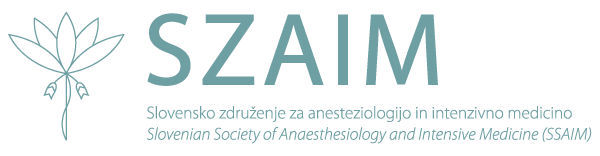 SZAIM
Slovensko združenje za anesteziologijo in intenzivno medicino
Slovenian Society of Anaesthesiology and Intensive Medicine (SSAIM)